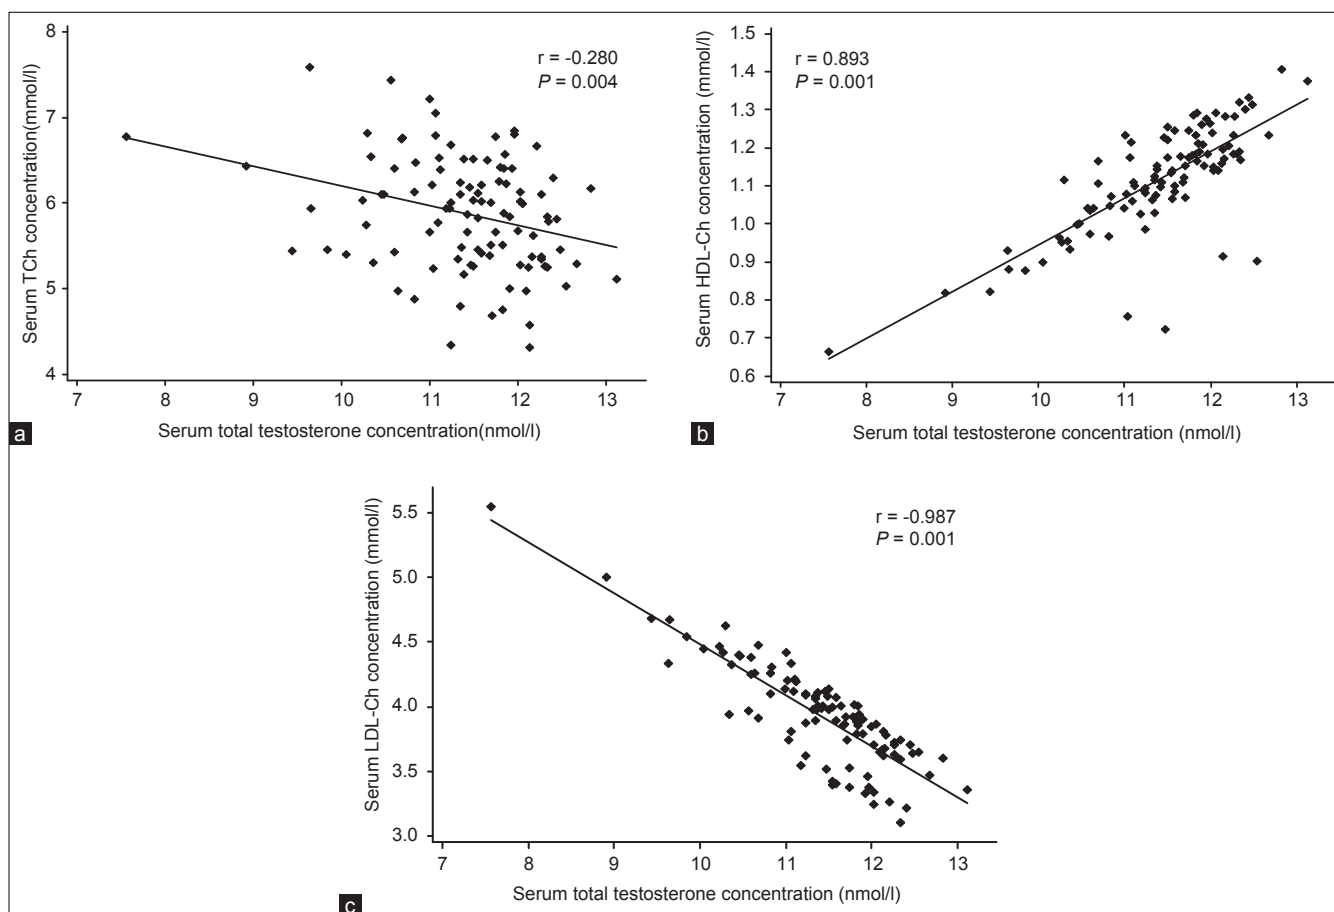 8
7
6
5
4
Serum TCh concentration(mmol/l)
r = -0.280
P = 0.004
7 8 9 10 11 12 13
Serum total testosterone concentration(nmol/l)
a
1.5
1.4
1.3
1.2
1.1
1.0
0.9
0.8
0.7
0.6
Serum HDL-Ch concentration (mmol/l)
r = 0.893
P = 0.001
7 8 9 10 11 12 13
Serum total testosterone concentration (nmol/l)
b
5.5
5.0
4.5
4.0
3.5
3.0
Serum LDL-Ch concentration (mmol/l)
r = -0.987
P = 0.001
7 8 9 10 11 12 13
Serum total testosterone concentration (nmol/l)
c